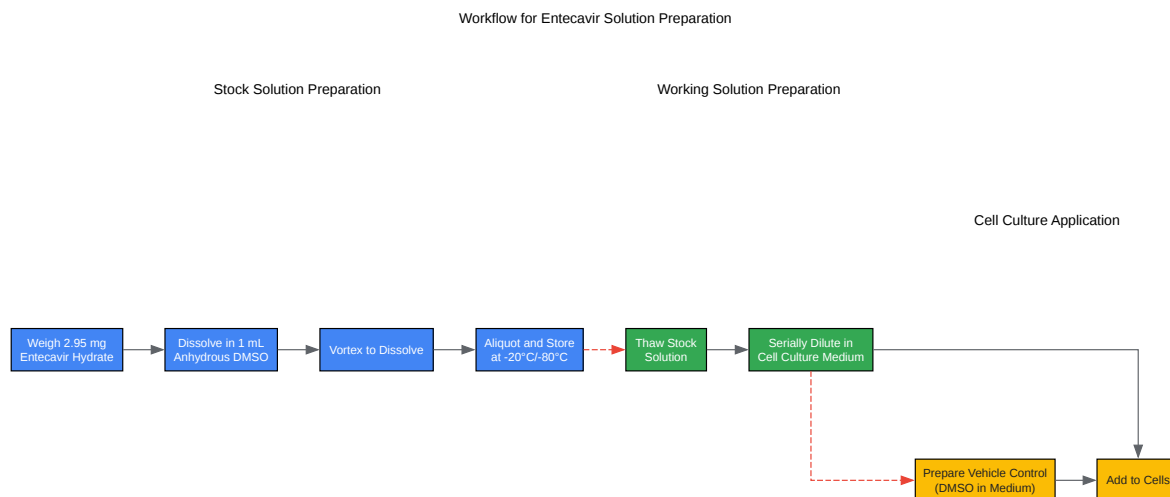 Workflow for Entecavir Solution Preparation
Stock Solution Preparation
Working Solution Preparation
Cell Culture Application
Weigh 2.95 mg
Entecavir Hydrate
Dissolve in 1 mL
Anhydrous DMSO
Vortex to Dissolve
Aliquot and Store
at -20°C/-80°C
Thaw Stock
Solution
Serially Dilute in
Cell Culture Medium
Prepare Vehicle Control
(DMSO in Medium)
Add to Cells